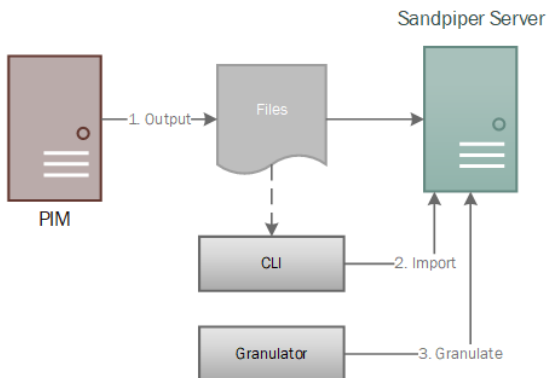 Sandpiper Server
1. Output
Files
PIM
CLI
2. Import
Granulator
3. Granulate